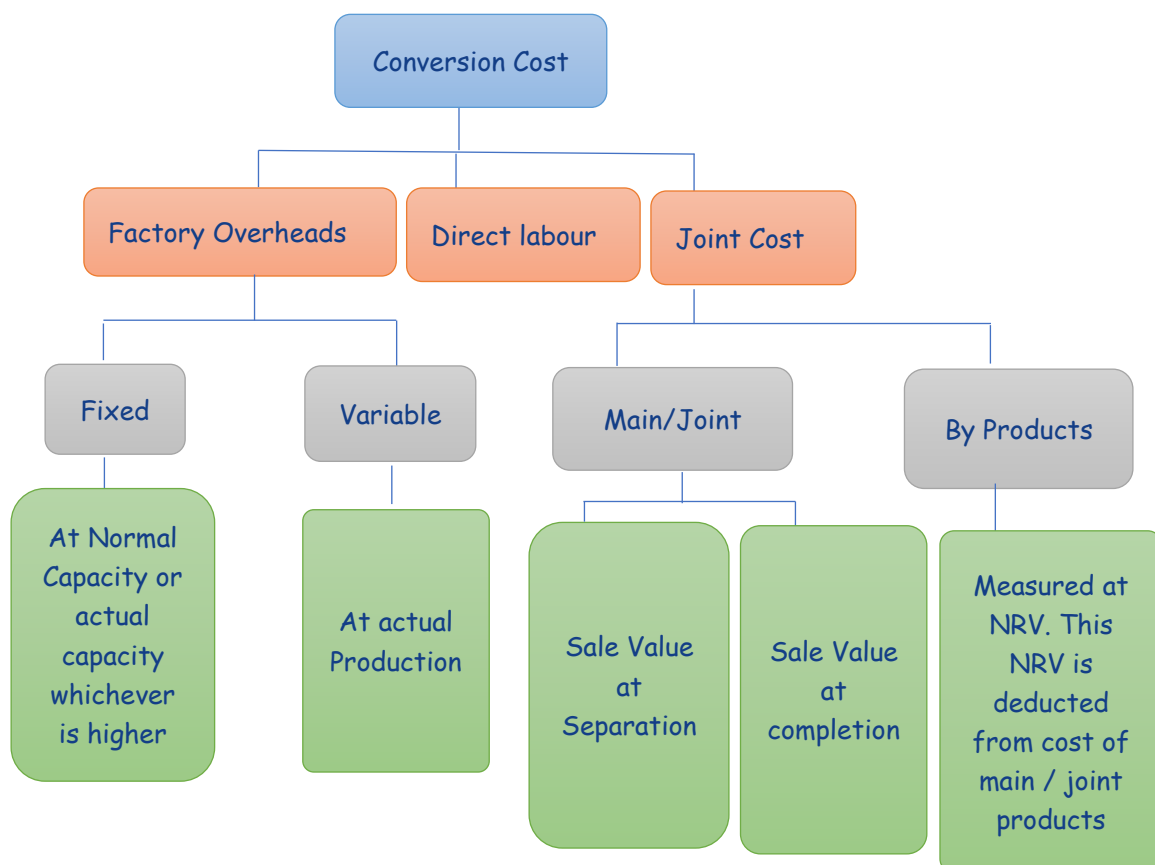 Conversion Cost
Factory Overheads
Direct labour
Joint Cost
Fixed
Variable
Main/Joint
By Products
At Normal
Capacity or
actual
capacity
whichever
is higher
At actual
Production
Sale Value
at
Separation
Sale Value
at
completion
Measured at
NRV. This
NRV is
deducted
from cost of
main / joint
products